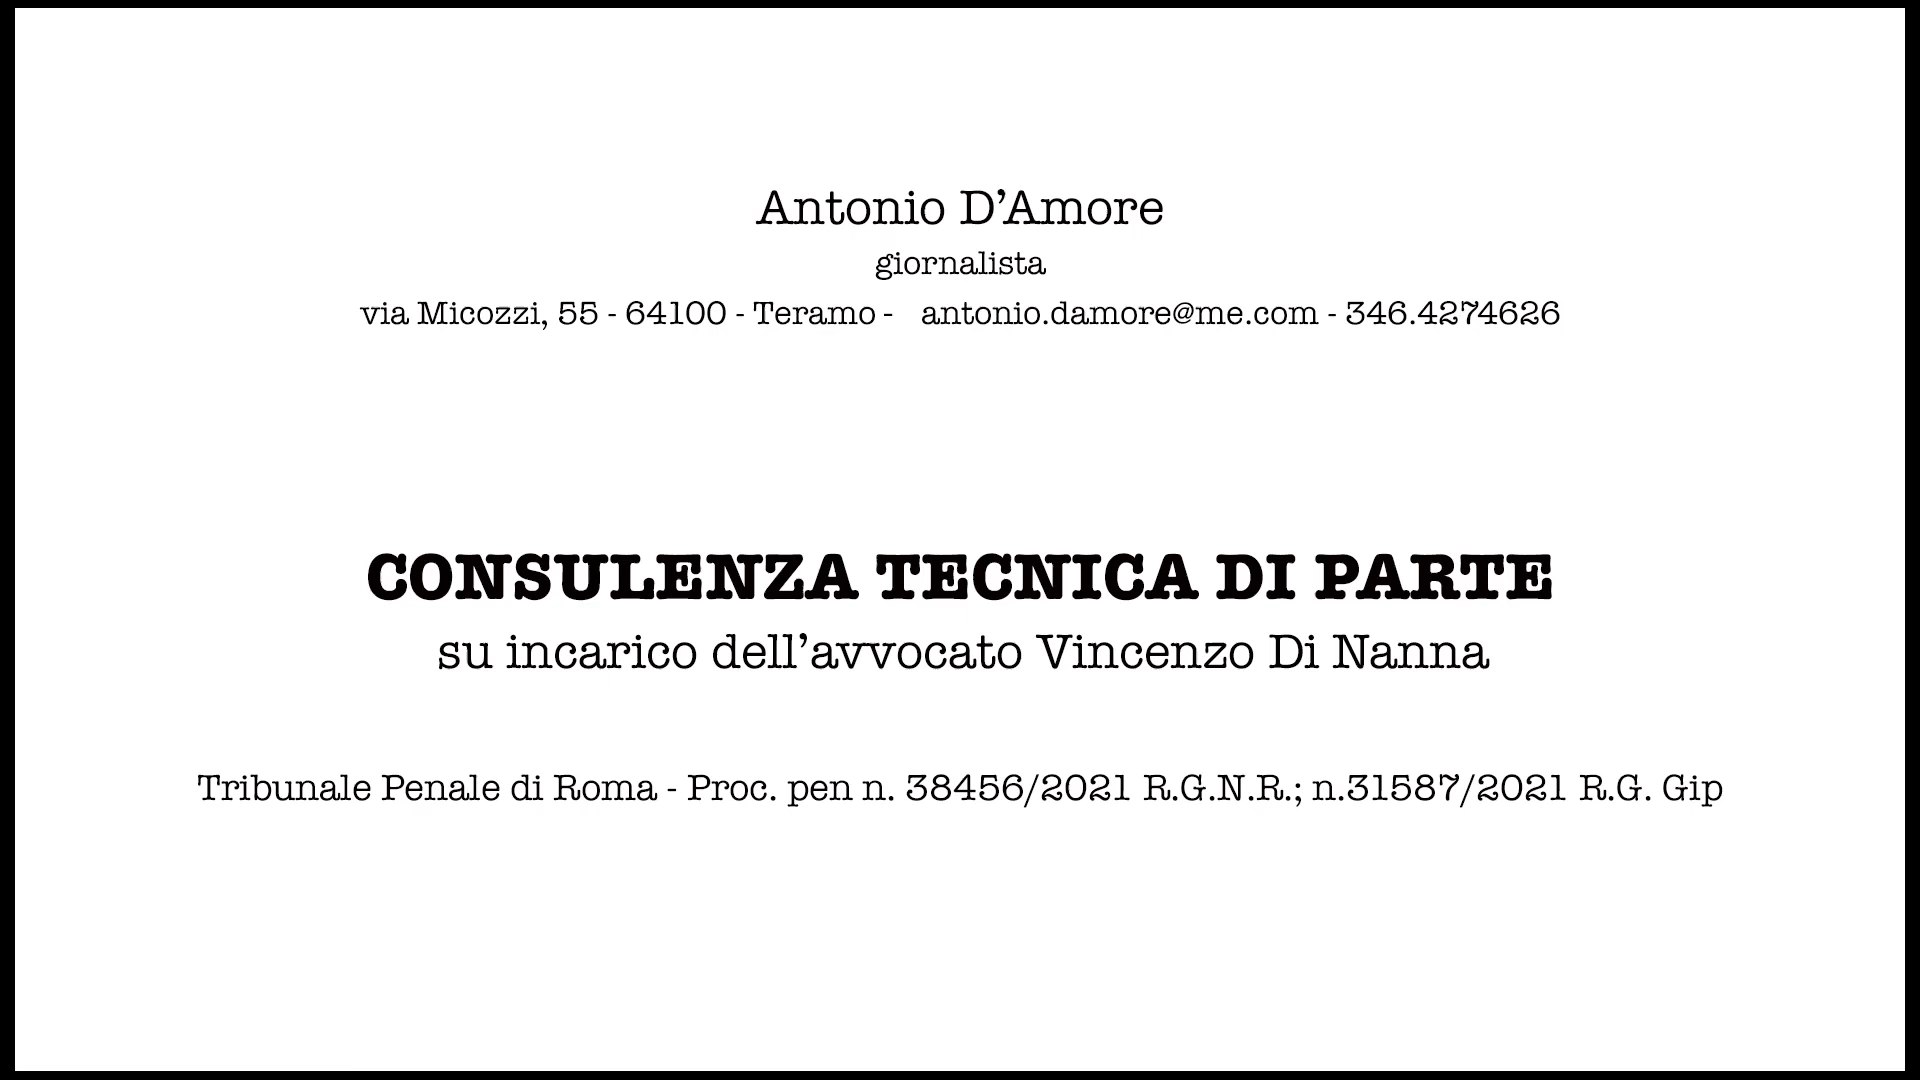 Antonio D’Amore
giornalista
via Micozzi, 55 - 64100 - Teramo - antonio.damore@me.com - 346.4274626
CONSULENZA TECNICA DI PARTE
su incarico dell’avvocato Vincenzo Di Nanna
Tribunale Penale di Roma - Proc. pen n. 38456/2021 R.G.N.R.; n.31587/2021 R.G. Gip